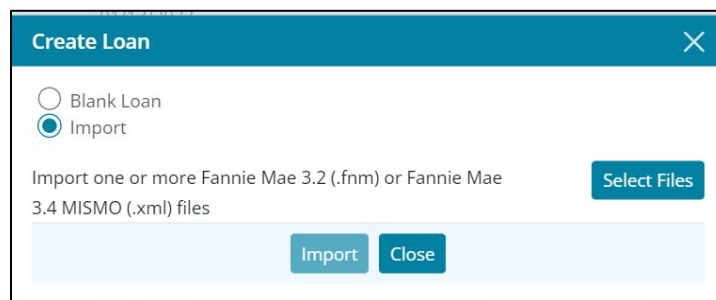 Create Loan
Blank Loan
Import
Import one or more Fannie Mae 3.2 (.fnm) or Fannie Mae
Select Files
3.4 MISMO (.xml) files
Import
Close